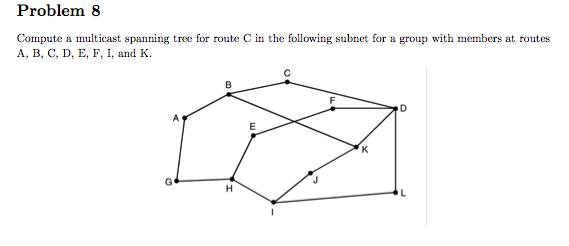 Problem 8
Compute a multicast spanning tree for route C in the following subnet for a group with members at routes
A, B, C, D, E, F, I, and K.
C
B
F
D
A
E
K
G
J
H
L
I